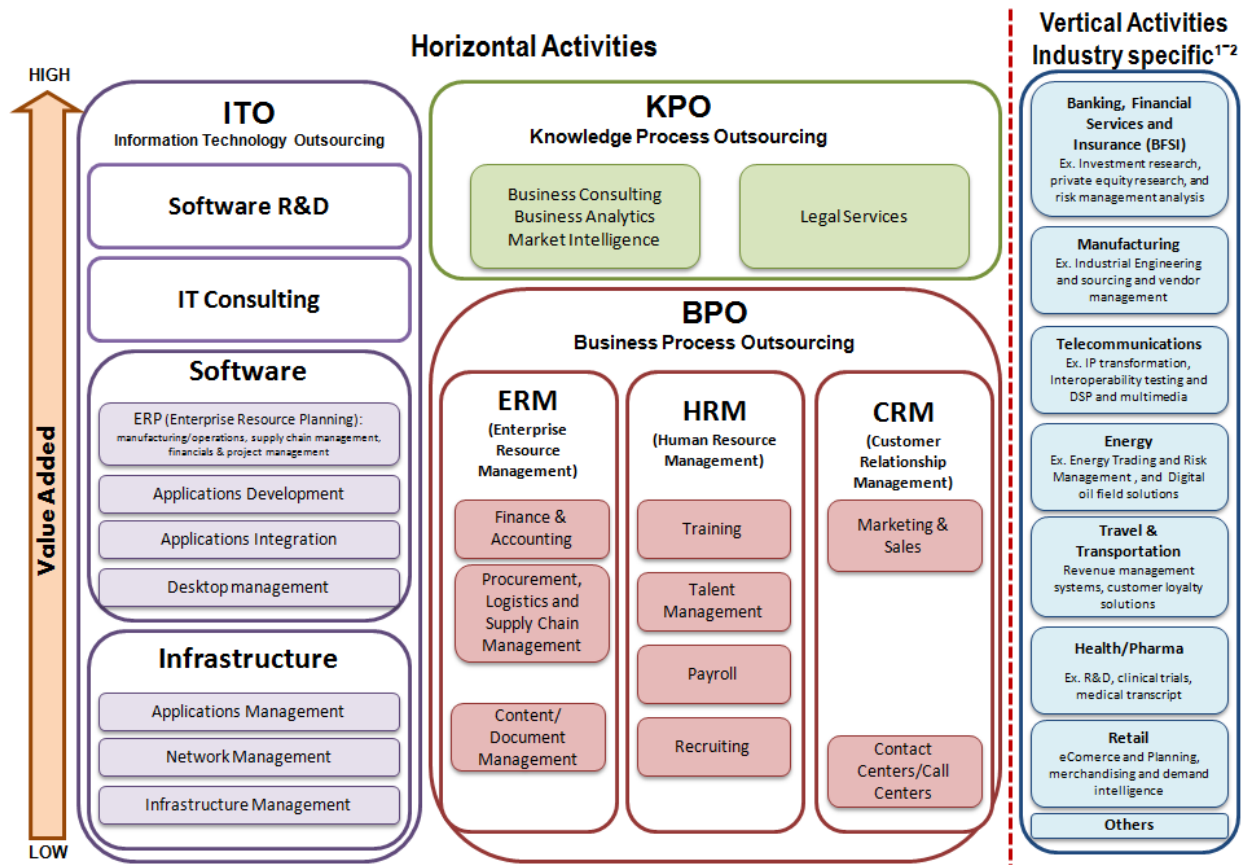 Horizontal Activities
Vertical Activities
Industry specific¹⁻²
HIGH
Value Added
LOW
ITO
Information Technology Outsourcing
Software R&D
IT Consulting
Software
ERP (Enterprise Resource Planning):
manufacturing/operations, supply chain management,
financials & project management
Applications Development
Applications Integration
Desktop management
Infrastructure
Applications Management
Network Management
Infrastructure Management
KPO
Knowledge Process Outsourcing
Business Consulting
Business Analytics
Market Intelligence
Legal Services
BPO
Business Process Outsourcing
ERM
(Enterprise
Resource
Management)
Finance &
Accounting
Procurement,
Logistics and
Supply Chain
Management
Content/
Document
Management
HRM
(Human Resource
Management)
Training
Talent
Management
Payroll
Recruiting
CRM
(Customer
Relationship
Management)
Marketing &
Sales
Contact
Centers/Call
Centers
Banking, Financial
Services and
Insurance (BFSI)
Ex. Investment research,
private equity research, and
risk management analysis
Manufacturing
Ex. Industrial Engineering
and sourcing and vendor
management
Telecommunications
Ex. IP transformation,
Interoperability testing and
DSP and multimedia
Energy
Ex. Energy Trading and Risk
Management , and Digital
oil field solutions
Travel &
Transportation
Revenue management
systems, customer loyalty
solutions
Health/Pharma
Ex. R&D, clinical trials,
medical transcript
Retail
eComerce and Planning,
merchandising and demand
intelligence
Others